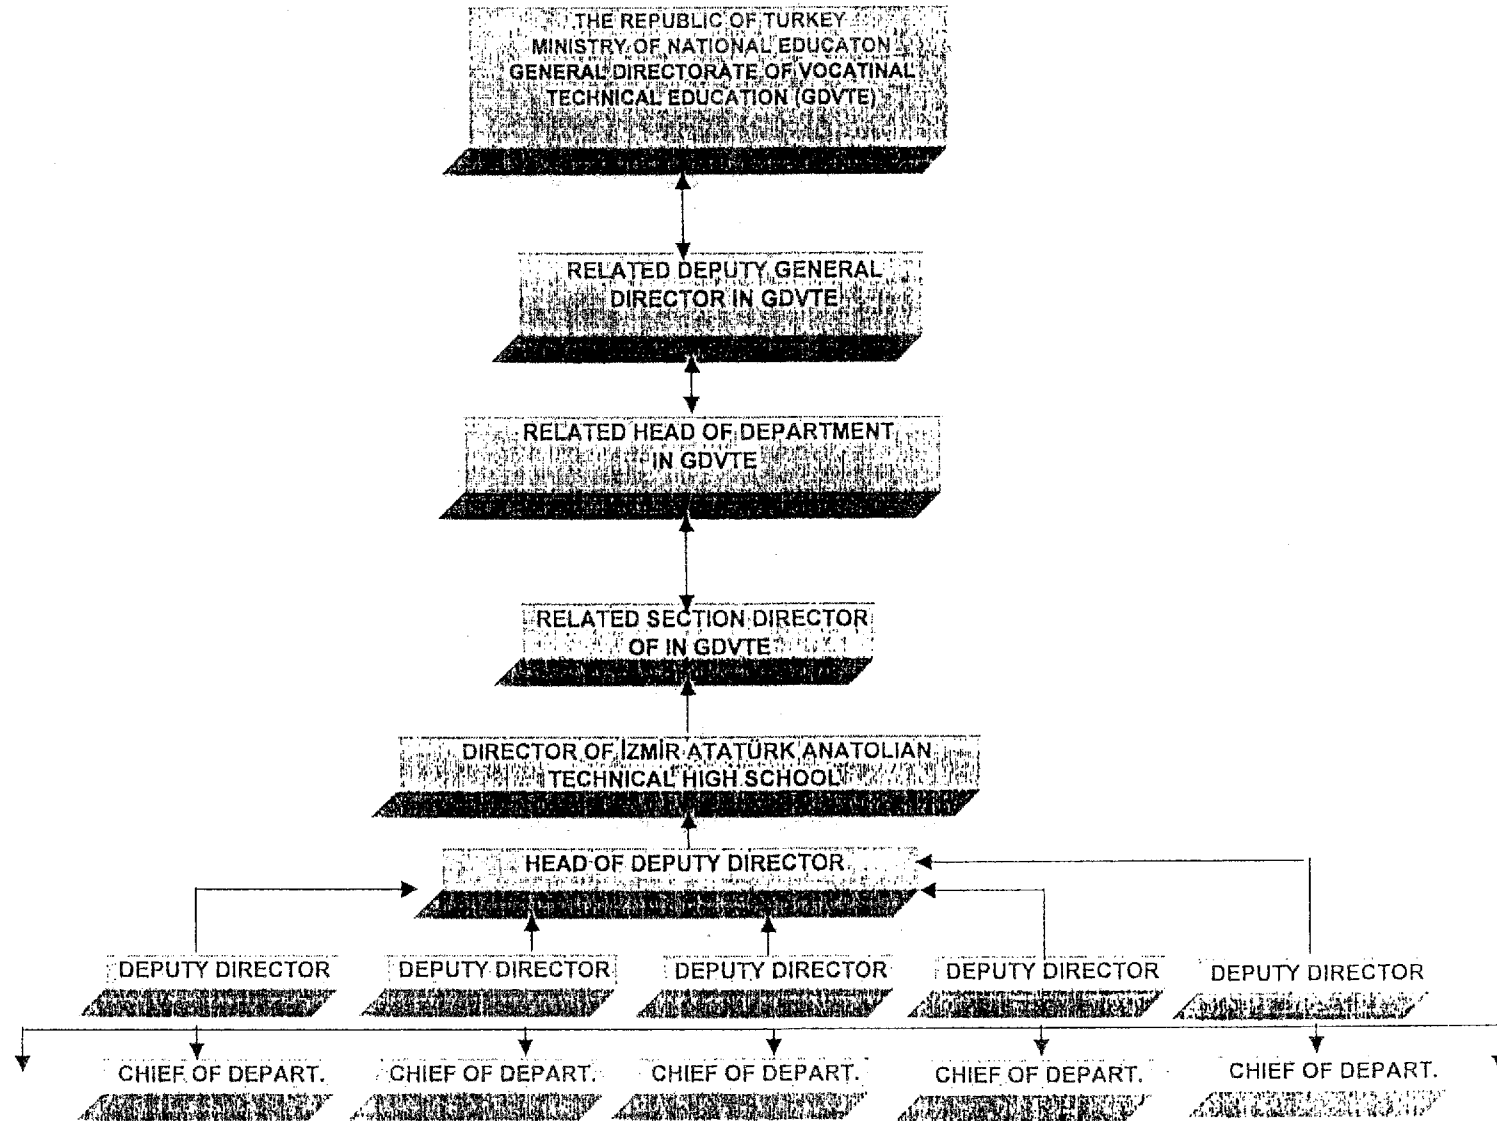 THE REPUBLIC OF TURKEY
MINISTRY OF NATIONAL EDUCATON
GENERAL DIRECTORATE OF VOCATINAL
TECHNICAL EDUCATION (GDVTE)
RELATED DEPUTY GENERAL
DIRECTOR IN GDVTE
RELATED HEAD OF DEPARTMENT
IN GDVTE
RELATED SECTION DIRECTOR
OF IN GDVTE
DIRECTOR OF İZMİR ATATÜRK ANATOLIAN
TECHNICAL HIGH SCHOOL
HEAD OF DEPUTY DIRECTOR
DEPUTY DIRECTOR
DEPUTY DIRECTOR
DEPUTY DIRECTOR
DEPUTY DIRECTOR
DEPUTY DIRECTOR
CHIEF OF DEPART.
CHIEF OF DEPART.
CHIEF OF DEPART.
CHIEF OF DEPART.
CHIEF OF DEPART.